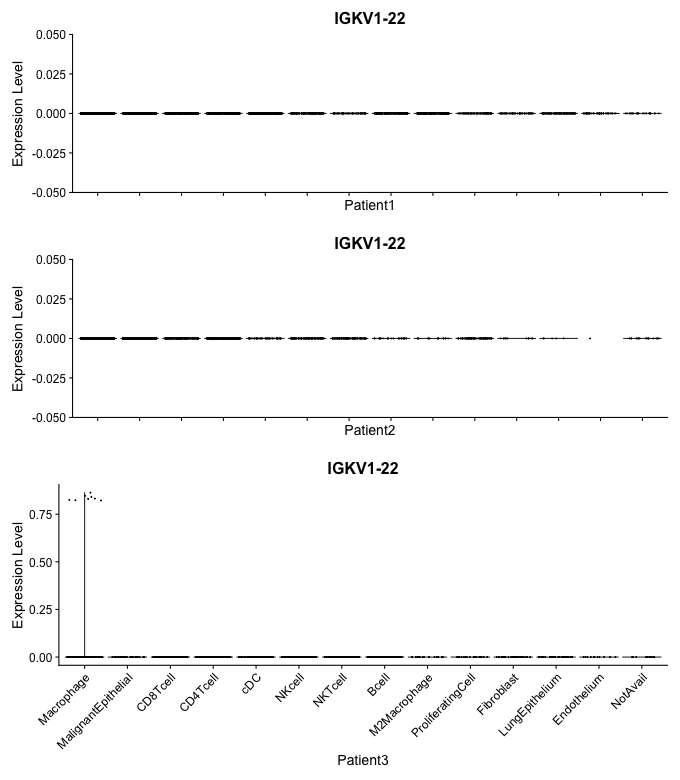 IGKV1-22
0.050
0.025
0.000
-0.025
-0.050
Expression Level
Patient1
IGKV1-22
0.050
0.025
0.000
-0.025
-0.050
Expression Level
Patient2
IGKV1-22
0.75
0.50
0.25
0.00
Expression Level
Macrophage
MalignantEpithelial
CD8Tcell
CD4Tcell
cDC
NKcell
NKTcell
Bcell
M2Macrophage
ProliferatingCell
Fibroblast
LungEpithelium
Endothelium
NotAvail
Patient3